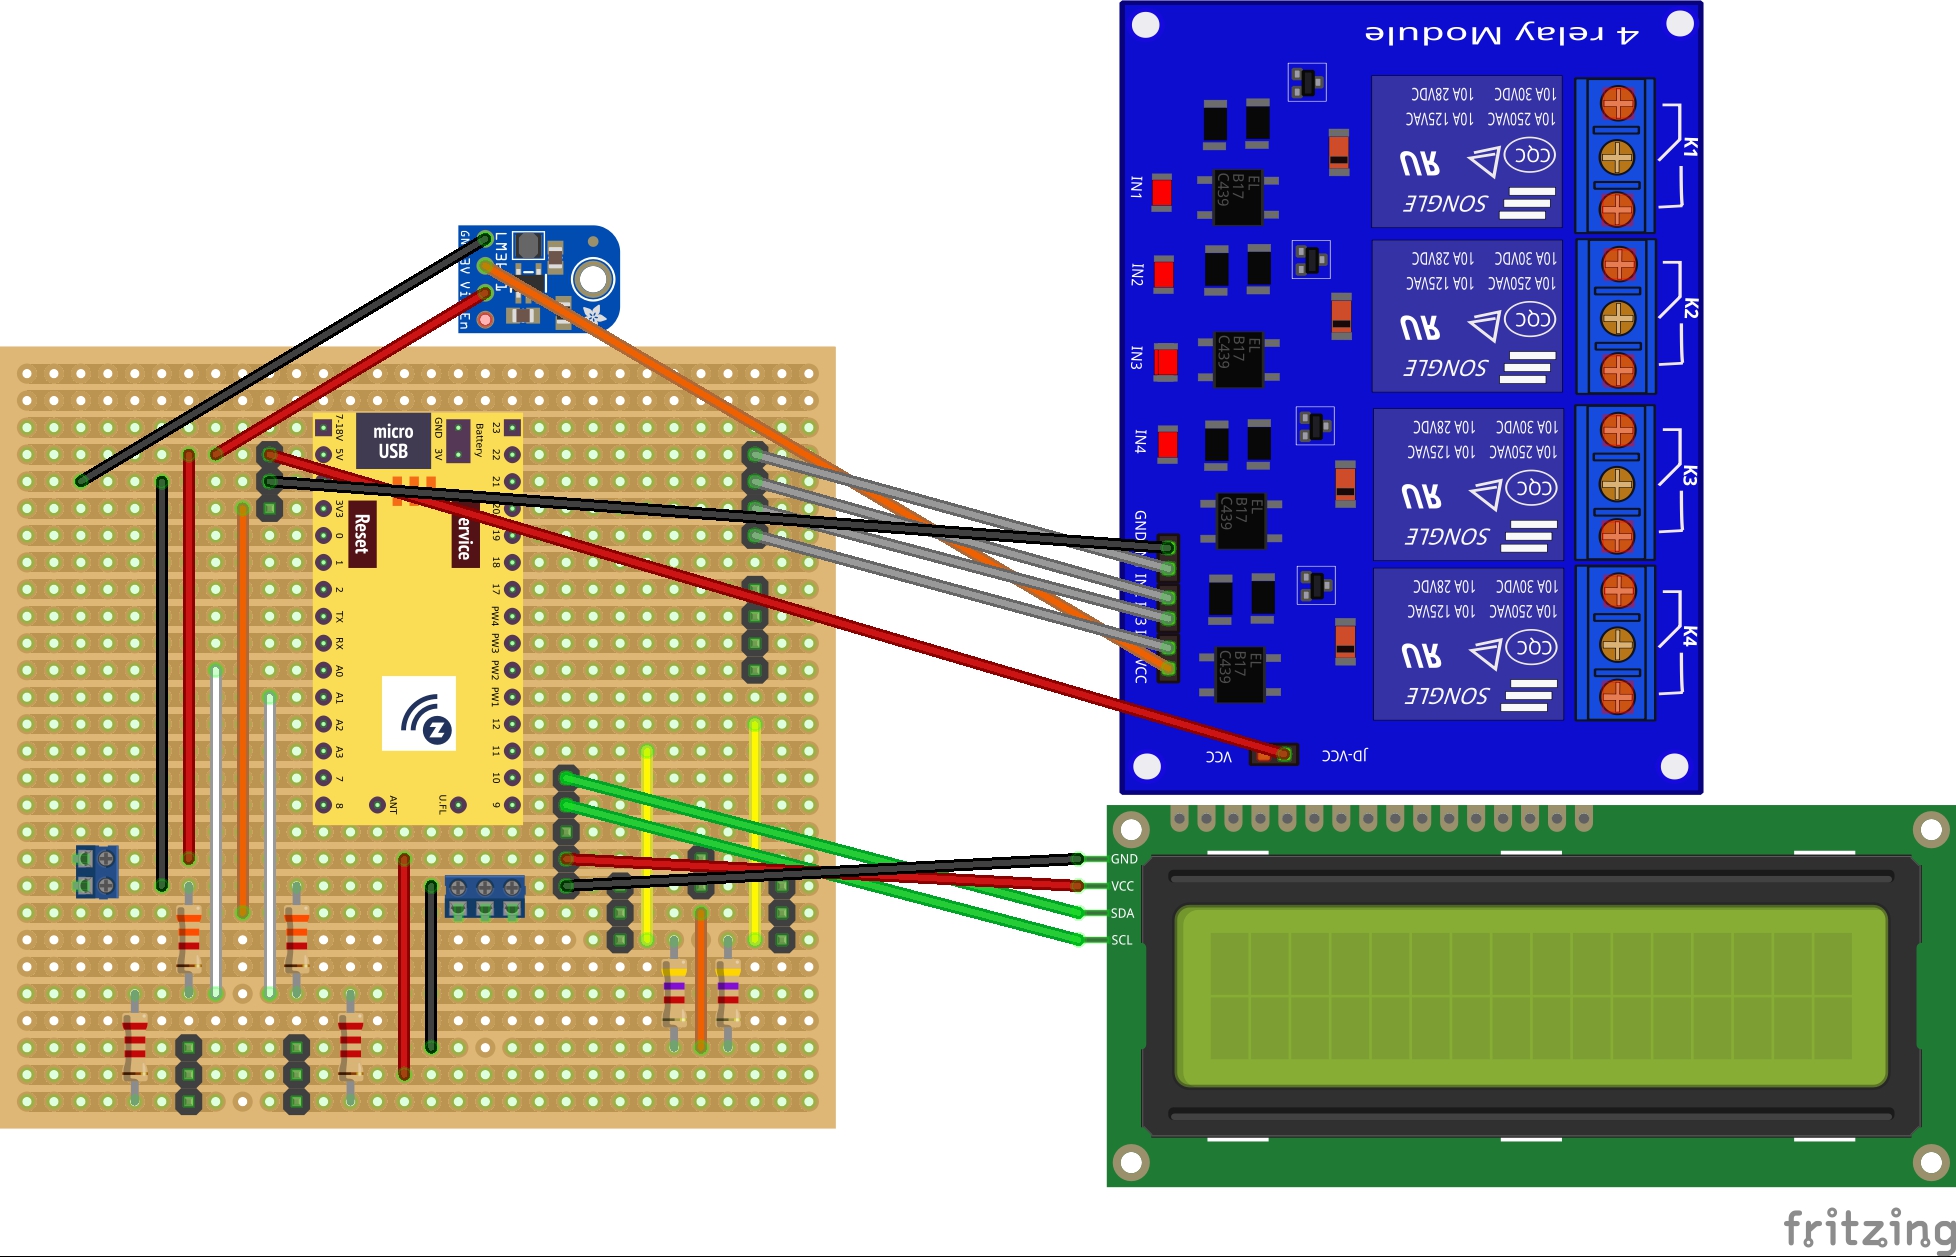 4 relay Module
10A 250VAC 10A 125VAC
10A 30VDC 10A 28VDC
SONGLE
CQC
K1
10A 250VAC 10A 125VAC
10A 30VDC 10A 28VDC
SONGLE
CQC
K2
10A 250VAC 10A 125VAC
10A 30VDC 10A 28VDC
SONGLE
CQC
K3
10A 250VAC 10A 125VAC
10A 30VDC 10A 28VDC
SONGLE
CQC
K4
IN1
IN2
IN3
IN4
EL
B17
C439
EL
B17
C439
EL
B17
C439
EL
B17
C439
GND
VCC
VCC
JD-VCC
3V
En
micro
USB
Battery
GND
3V
Reset
7-18V
5V
3V3
0
1
2
TX
RX
A0
A1
A2
A3
7
8
23
22
21
20
19
18
17
PW4
PW3
PW2
PW1
12
11
10
9
ANT
U.FL
Z
GND
VCC
SDA
SCL
fritzing